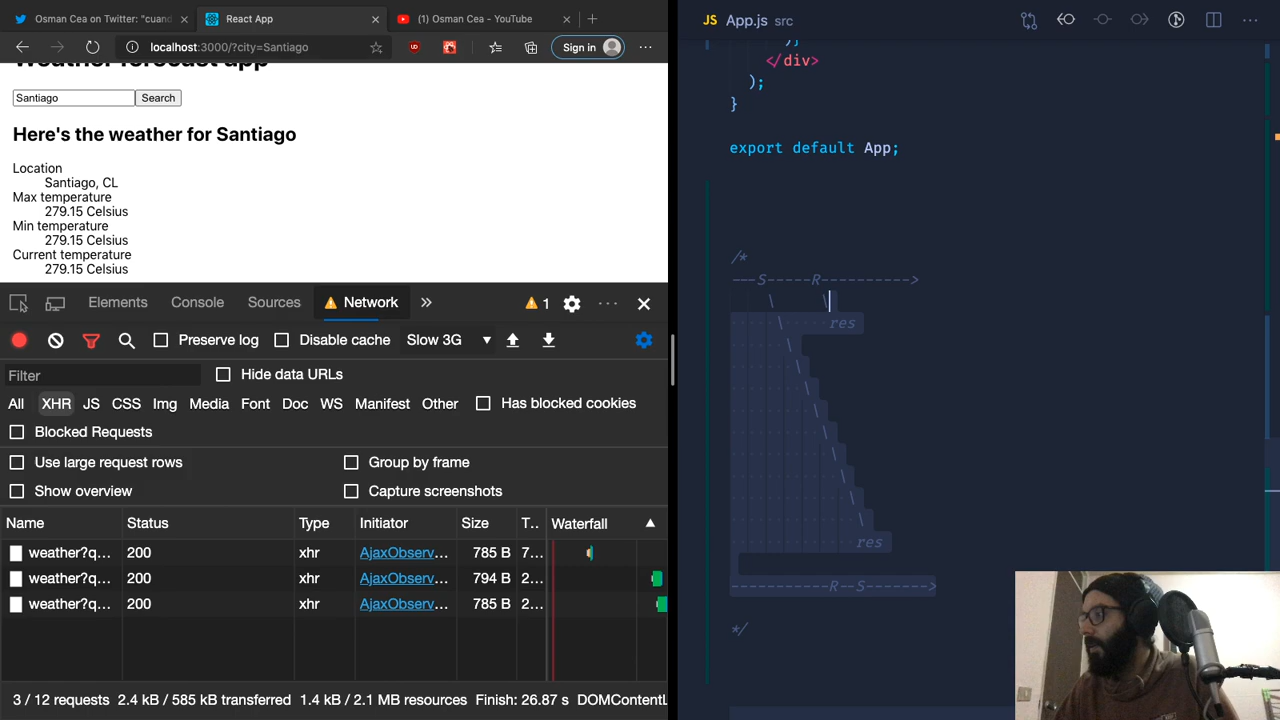 Osman Cea on Twitter: "cuand
React App
(1) Osman Cea - YouTube
localhost:3000/?city=Santiago
Sign in
Weather forecast app
Santiago
Search
Here's the weather for Santiago
Location
Santiago, CL
Max temperature
279.15 Celsius
Min temperature
279.15 Celsius
Current temperature
279.15 Celsius
Elements
Console
Sources
Network
1
Preserve log
Disable cache
Slow 3G
Filter
Hide data URLs
All XHR JS CSS Img Media Font Doc WS Manifest Other
Has blocked cookies
Blocked Requests
Use large request rows
Group by frame
Show overview
Capture screenshots
Name Status Type Initiator Size T.. Waterfall
weather?q... 200 xhr AjaxObserv... 785 B 7...
weather?q... 200 xhr AjaxObserv... 794 B 2...
weather?q... 200 xhr AjaxObserv... 785 B 2...
3 / 12 requests 2.4 kB / 585 kB transferred 1.4 kB / 2.1 MB resources Finish: 26.87 s DOMContentL
JS App.js src
)}
</div>
);
}
export default App;
/*
---S-----R---------->
\ \
\ res
\
\
\
\
\
\
\
\
\
res
-----------R--S------->
*/